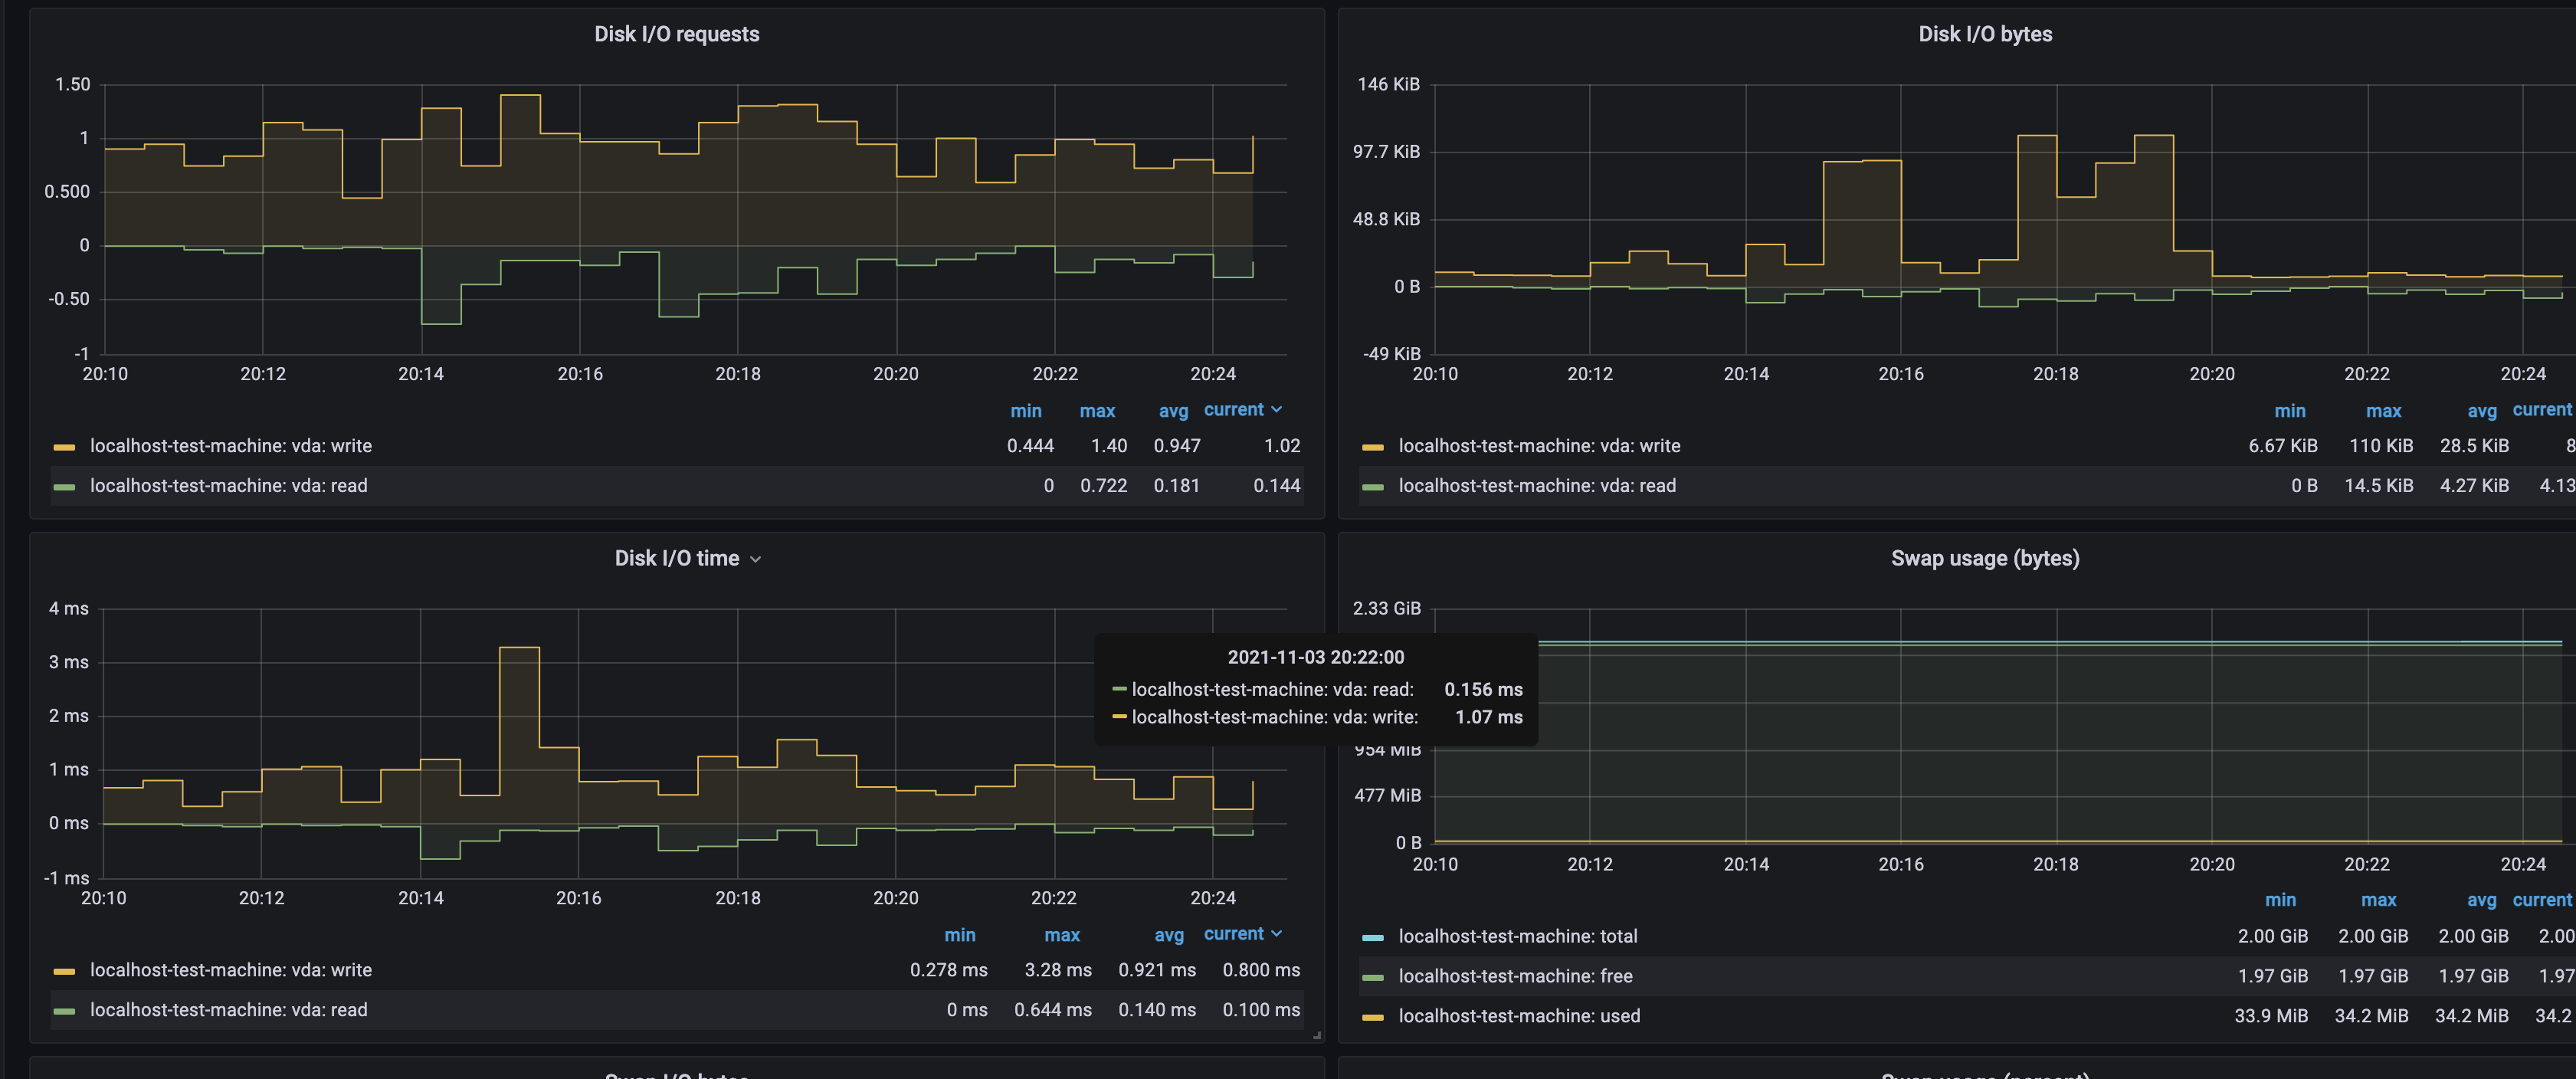 Disk I/O requests
1.50
1
0.500
0
-0.50
-1
20:10 20:12 20:14 20:16 20:18 20:20 20:22 20:24
min max avg current
localhost-test-machine: vda: write 0.444 1.40 0.947 1.02
localhost-test-machine: vda: read 0 0.722 0.181 0.144
Disk I/O bytes
146 KiB
97.7 KiB
48.8 KiB
0 B
-49 KiB
20:10 20:12 20:14 20:16 20:18 20:20 20:22 20:24
min max avg current
localhost-test-machine: vda: write 6.67 KiB 110 KiB 28.5 KiB 8
localhost-test-machine: vda: read 0 B 14.5 KiB 4.27 KiB 4.13
Disk I/O time
4 ms
3 ms
2 ms
1 ms
0 ms
-1 ms
20:10 20:12 20:14 20:16 20:18 20:20 20:22 20:24
min max avg current
localhost-test-machine: vda: write 0.278 ms 3.28 ms 0.921 ms 0.800 ms
localhost-test-machine: vda: read 0 ms 0.644 ms 0.140 ms 0.100 ms
2021-11-03 20:22:00
localhost-test-machine: vda: read: 0.156 ms
localhost-test-machine: vda: write: 1.07 ms
Swap usage (bytes)
2.33 GiB
954 MiB
477 MiB
0 B
20:10 20:12 20:14 20:16 20:18 20:20 20:22 20:24
min max avg current
localhost-test-machine: total 2.00 GiB 2.00 GiB 2.00 GiB 2.00
localhost-test-machine: free 1.97 GiB 1.97 GiB 1.97 GiB 1.97
localhost-test-machine: used 33.9 MiB 34.2 MiB 34.2 MiB 34.2
Swap I/O bytes
Swap usage (percent)